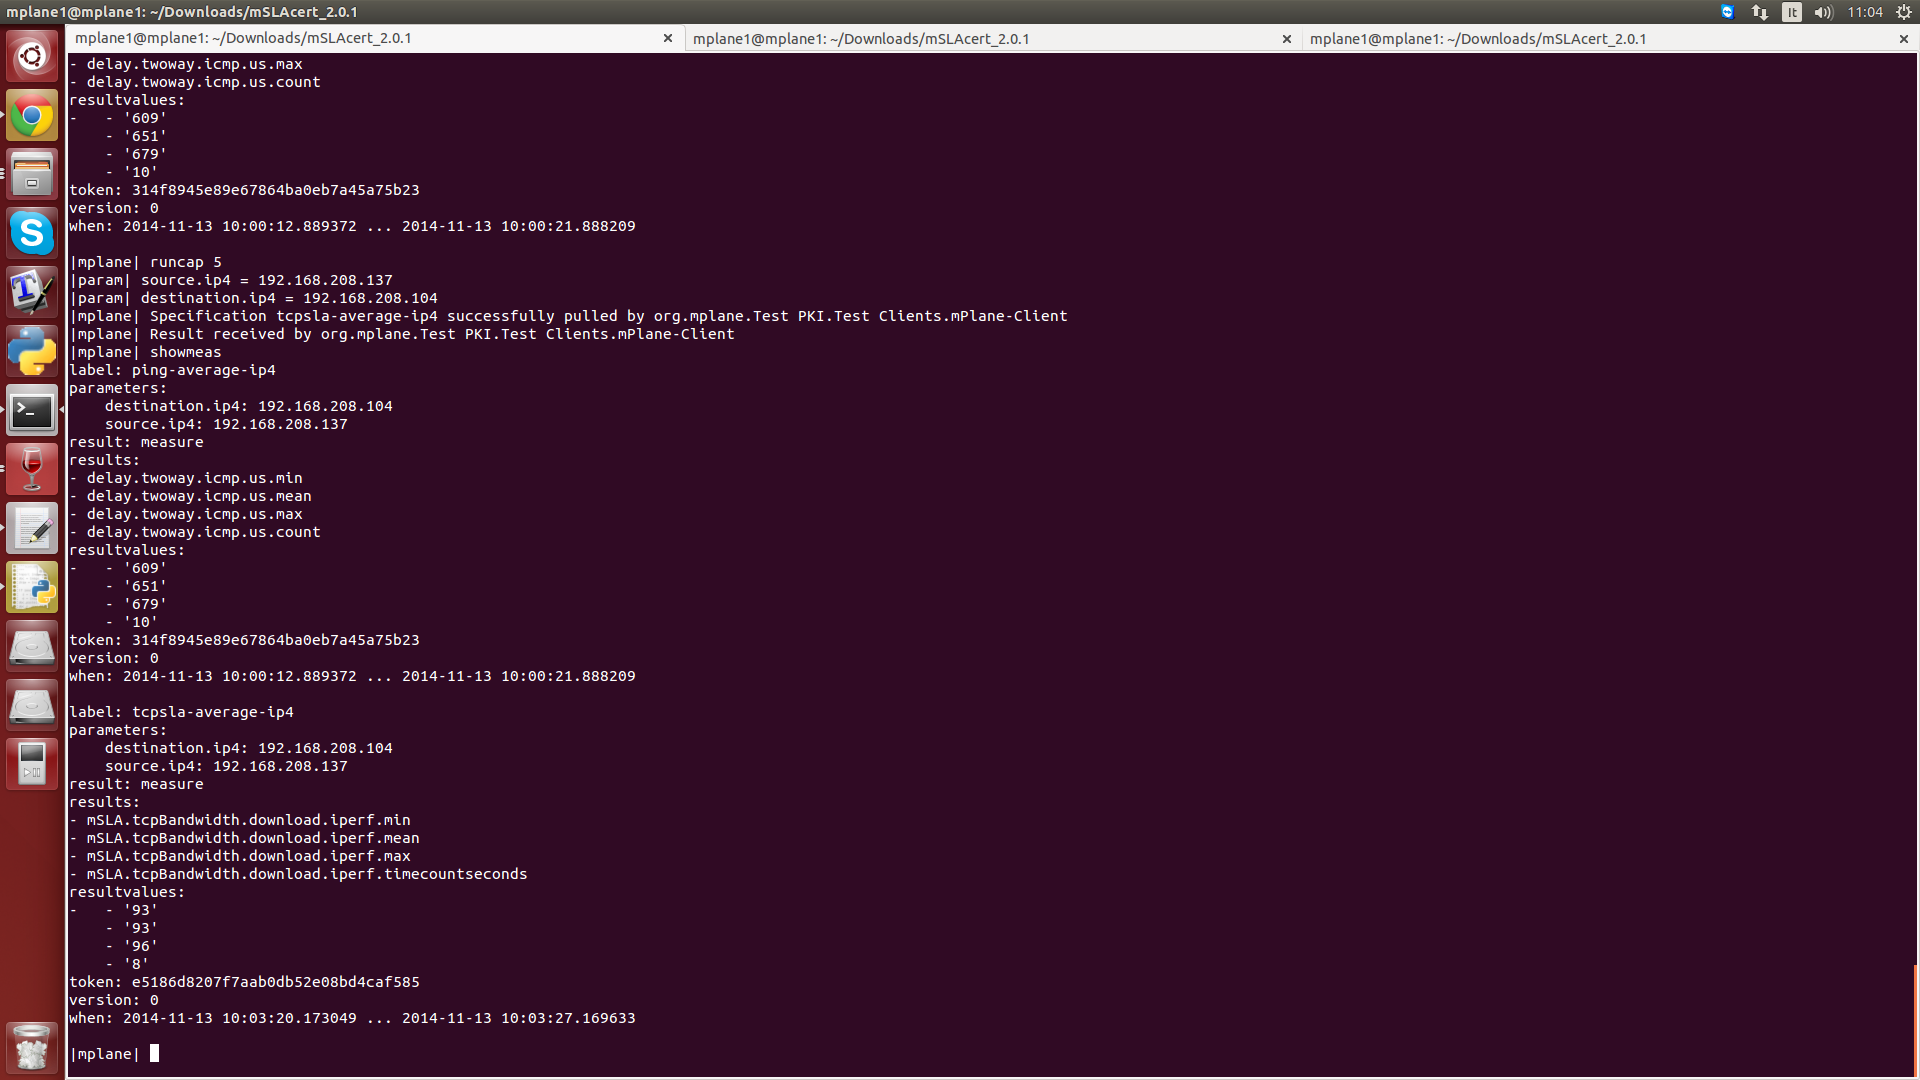 mplane1@mplane1: ~/Downloads/mSLAcert_2.0.1
It
11:04
mplane1@mplane1: ~/Downloads/mSLAcert_2.0.1 × mplane1@mplane1: ~/Downloads/mSLAcert_2.0.1 × mplane1@mplane1: ~/Downloads/mSLAcert_2.0.1 ×
- delay.twoway.icmp.us.max
- delay.twoway.icmp.us.count
resultvalues:
-   - '609'
    - '651'
    - '679'
    - '10'
token: 314f8945e89e67864ba0eb7a45a75b23
version: 0
when: 2014-11-13 10:00:12.889372 ... 2014-11-13 10:00:21.888209
|mplane| runcap 5
|param| source.ip4 = 192.168.208.137
|param| destination.ip4 = 192.168.208.104
|mplane| Specification tcpsla-average-ip4 successfully pulled by org.mplane.Test PKI.Test Clients.mPlane-Client
|mplane| Result received by org.mplane.Test PKI.Test Clients.mPlane-Client
|mplane| showmeas
label: ping-average-ip4
parameters:
    destination.ip4: 192.168.208.104
    source.ip4: 192.168.208.137
result: measure
results:
- delay.twoway.icmp.us.min
- delay.twoway.icmp.us.mean
- delay.twoway.icmp.us.max
- delay.twoway.icmp.us.count
resultvalues:
-   - '609'
    - '651'
    - '679'
    - '10'
token: 314f8945e89e67864ba0eb7a45a75b23
version: 0
when: 2014-11-13 10:00:12.889372 ... 2014-11-13 10:00:21.888209
label: tcpsla-average-ip4
parameters:
    destination.ip4: 192.168.208.104
    source.ip4: 192.168.208.137
result: measure
results:
- mSLA.tcpBandwidth.download.iperf.min
- mSLA.tcpBandwidth.download.iperf.mean
- mSLA.tcpBandwidth.download.iperf.max
- mSLA.tcpBandwidth.download.iperf.timecountseconds
resultvalues:
-   - '93'
    - '93'
    - '96'
    - '8'
token: e5186d8207f7aab0db52e08bd4caf585
version: 0
when: 2014-11-13 10:03:20.173049 ... 2014-11-13 10:03:27.169633
|mplane|